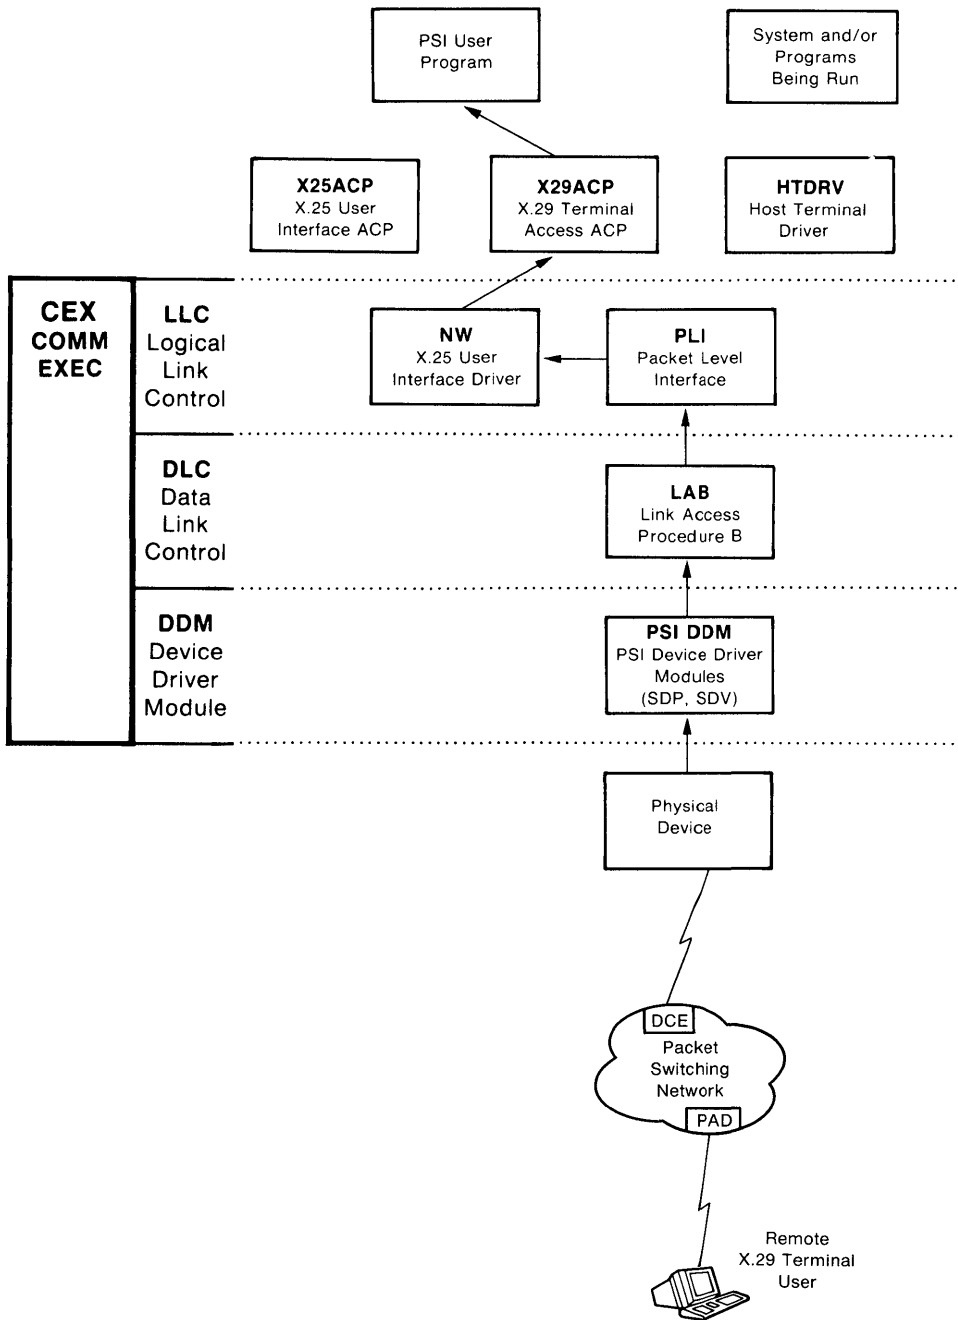 PSI User
Program
System and/or
Programs
Being Run
X25ACP
X.25 User
Interface ACP
X29ACP
X.29 Terminal
Access ACP
HTDRV
Host Terminal
Driver
CEX
COMM
EXEC
LLC
Logical
Link
Control
NW
X.25 User
Interface Driver
PLI
Packet Level
Interface
DLC
Data
Link
Control
LAB
Link Access
Procedure B
DDM
Device
Driver
Module
PSI DDM
PSI Device Driver
Modules
(SDP, SDV)
Physical
Device
DCE
Packet
Switching
Network
PAD
Remote
X.29 Terminal
User